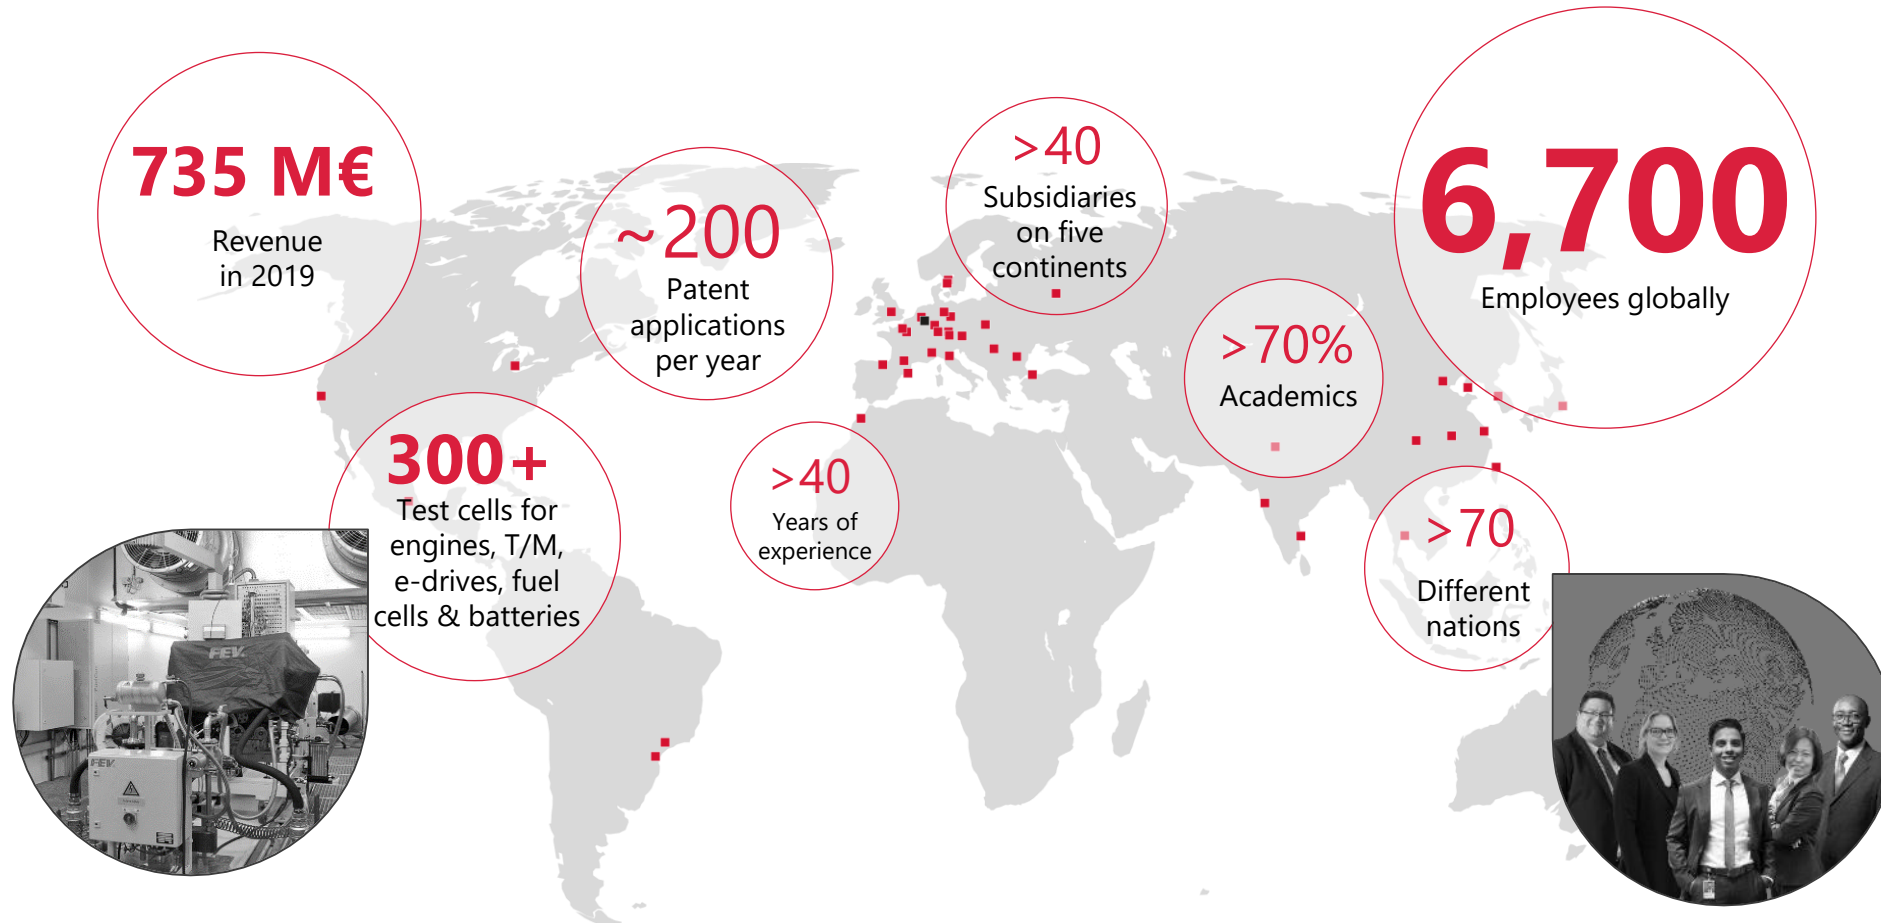 735 M€
Revenue
in 2019
~200
Patent
applications
per year
>40
Subsidiaries
on five
continents
6,700
Employees globally
>70%
Academics
300+
Test cells for
engines, T/M,
e-drives, fuel
cells & batteries
>40
Years of
experience
>70
Different
nations
FEV
FEV